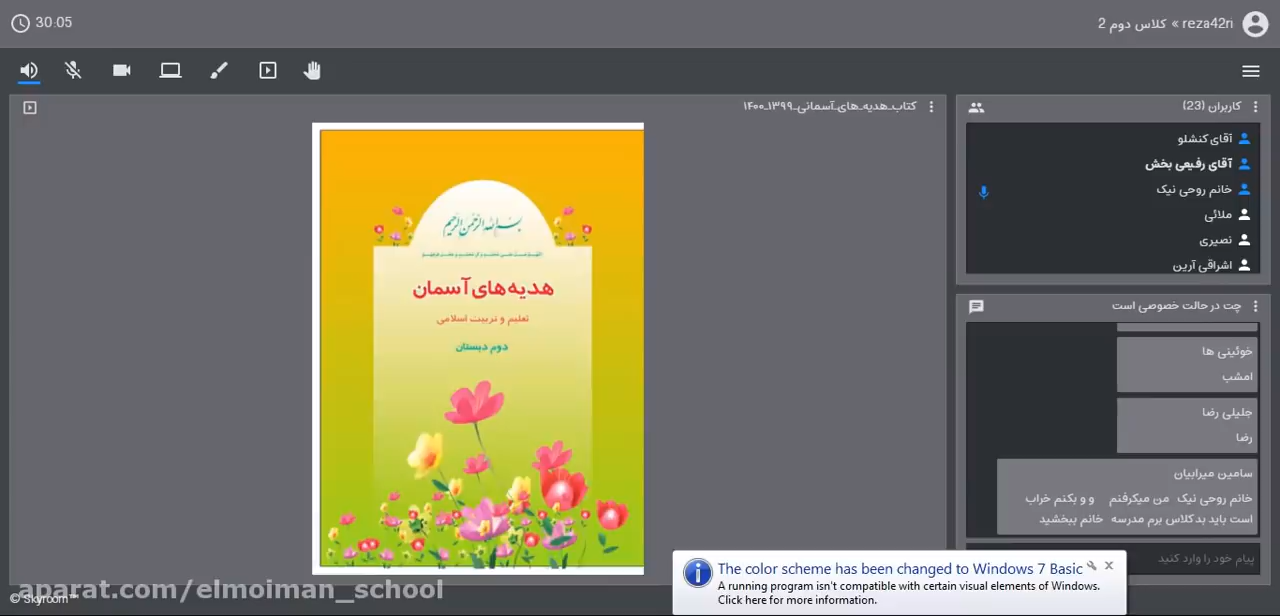 30:05
reza42ri » کلاس دوم 2
کتاب_هدیه_های_آسمانی_۱۳۹۹_۱۴۰۰
بسم الله الرحمن الرحیم
هدیه‌های آسمان
تعلیم و تربیت اسلامی
دوم دبستان
کاربران (23)
آقای کنشلو
آقای رفیعی بخش
خانم روحی نیک
ملائی
نصیری
اشراقی آرین
چت در حالت خصوصی است
خوئینی ها
امشب
جلیلی رضا
رضا
سامین میرابیان
خانم روحی نیک من میکرفنم و و بکنم خراب
است باید بدکلاس برم مدرسه خانم ببخشید
پیام خود را وارد کنید
The color scheme has been changed to Windows 7 Basic
A running program isn't compatible with certain visual elements of Windows.
Click here for more information.
aparat.com/elmoiman_school
© Skyroom™